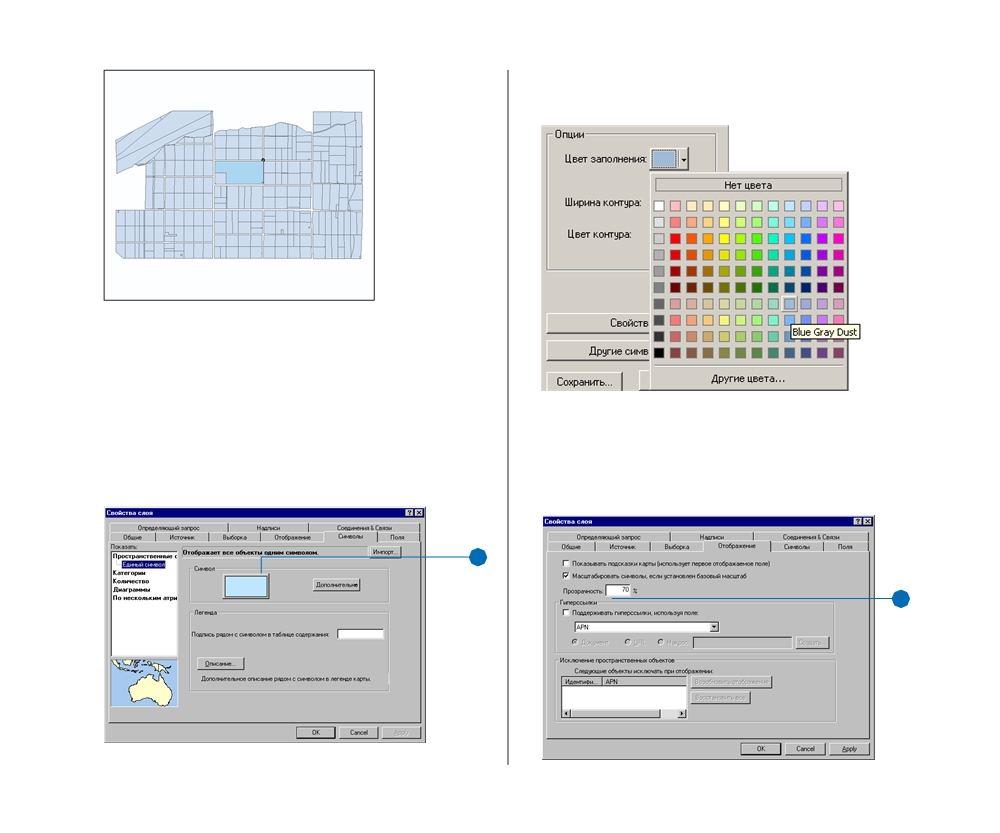 Опции
Цвет заполнения:
Нет цвета
Ширина контура:
Цвет контура:
Blue Gray Dust
Свойств
Другие симв
Другие цвета...
Сохранить...
Свойства слоя
Определяющий запрос
Надписи
Соединения & Связи
Общие
Источник
Выборка
Отображение
Символы
Поля
Показать:
Пространственные о
Единый символ
Категории
Количество
Диаграммы
По нескольким атри
Отображает все объекты одним символом.
Импорт...
Символ
Дополнительно
Легенда
Подпись рядом с символом в таблице содержания:
Описание...
Дополнительное описание рядом с символом в легенде карты.
OK
Cancel
Apply
Свойства слоя
Определяющий запрос
Надписи
Соединения & Связи
Общие
Источник
Выборка
Отображение
Символы
Поля
Показывать подсказки карты (использует первое отображаемое поле)
Масштабировать символы, если установлен базовый масштаб
Прозрачность: 70 %
Гиперссылки
Поддерживать гиперссылки, используя поле:
APN
Документ
URL
Макрос
Создать...
Исключение пространственных объектов
Следующие объекты исключать при отображении:
Идентифи... APN
Возобновить отображение
Восстановить все
OK
Cancel
Apply